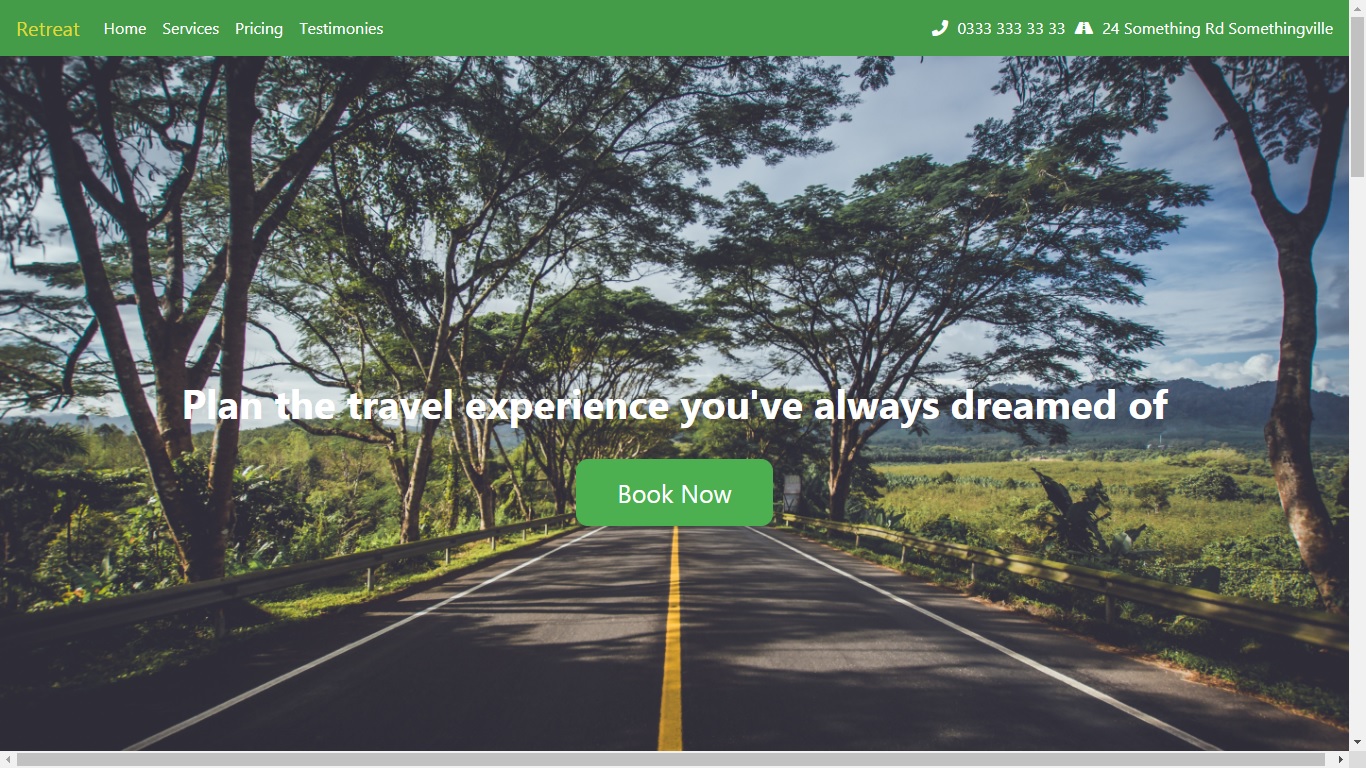 Retreat Home Services Pricing Testimonies 0333 333 33 33 24 Something Rd Somethingville
Plan the travel experience you've always dreamed of
Book Now